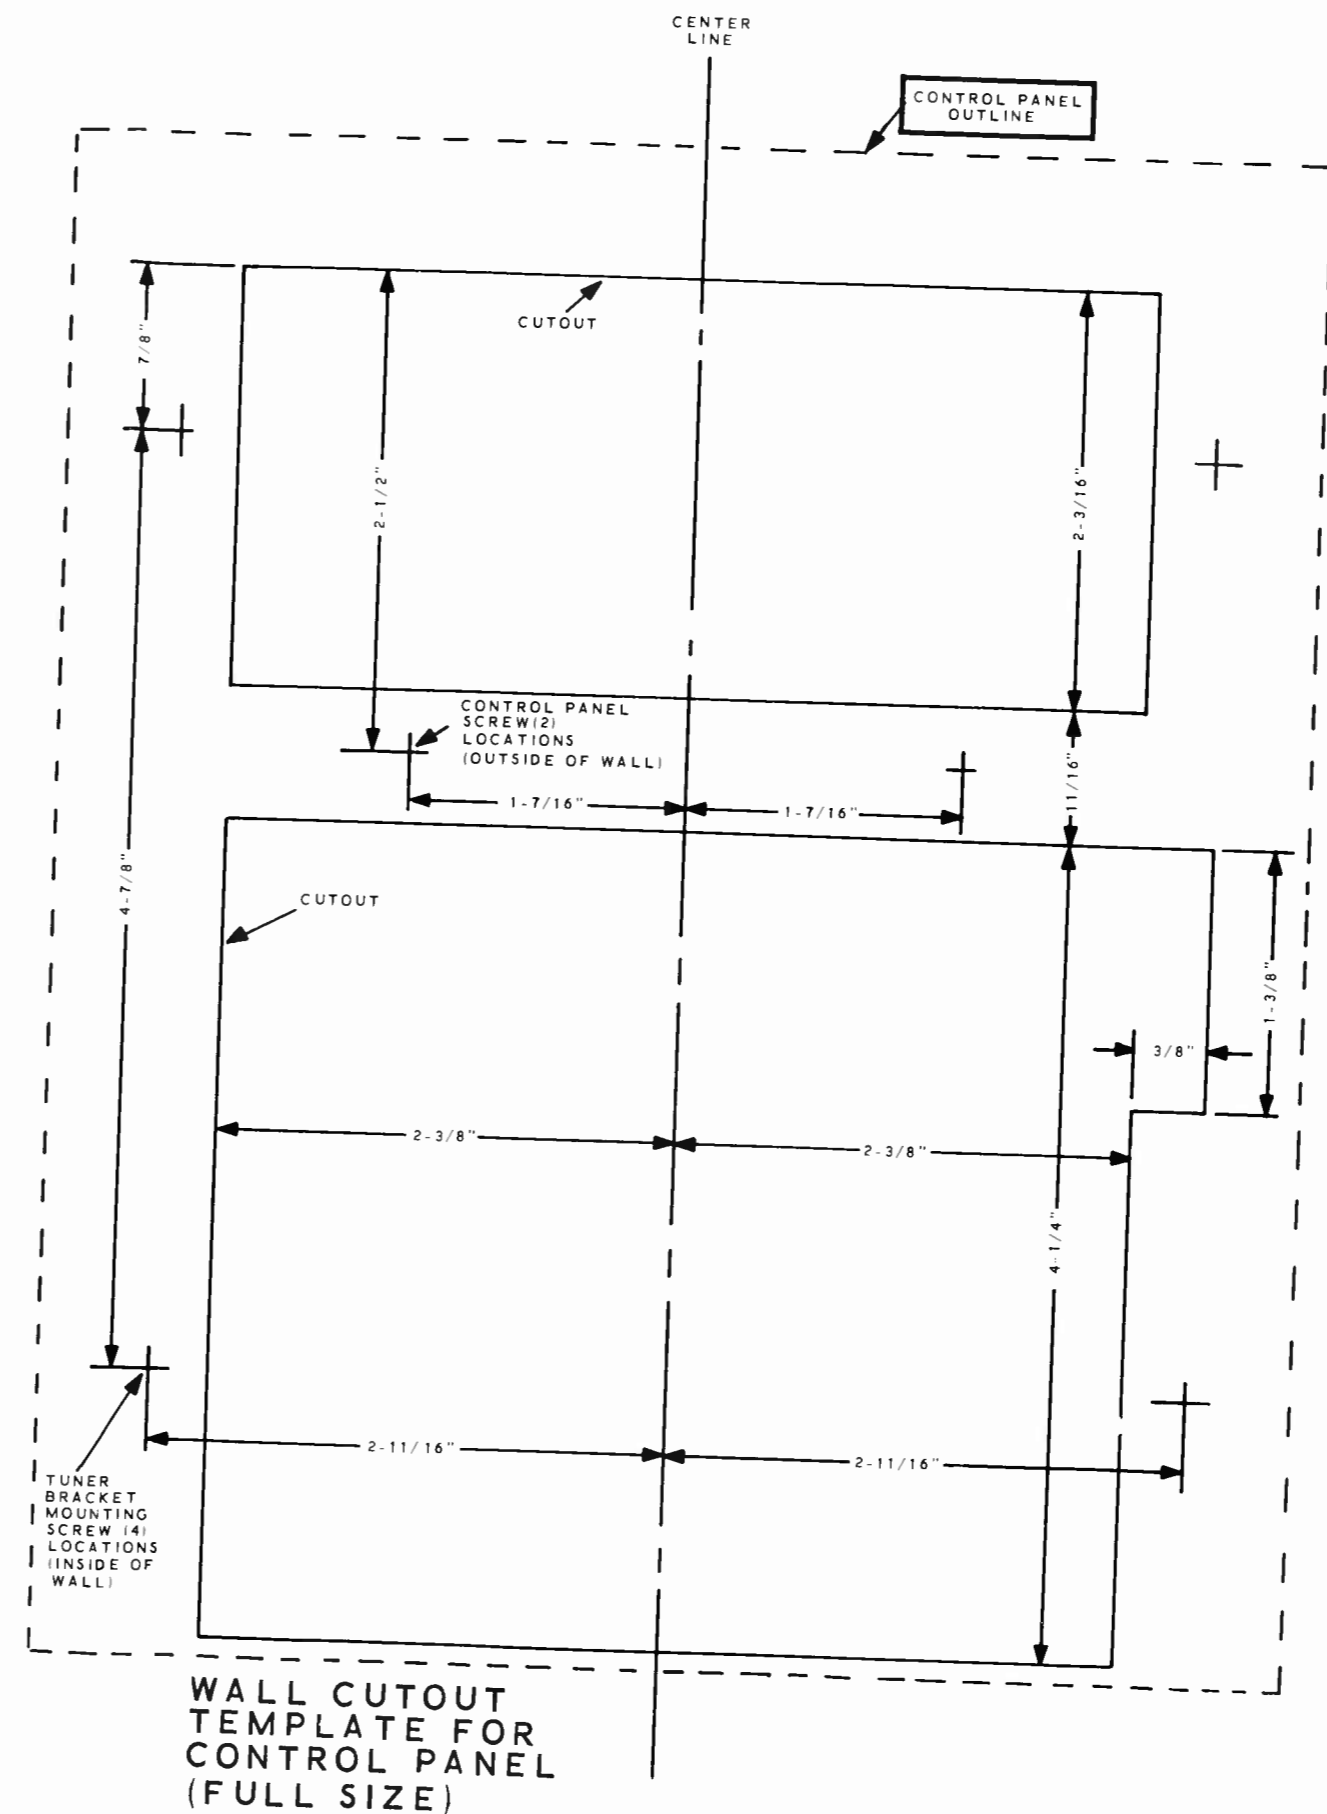 CENTER
LINE
CONTROL PANEL
OUTLINE
CUTOUT
7/8"
2-1/2"
2-3/16"
CONTROL PANEL
SCREW(2)
LOCATIONS
(OUTSIDE OF WALL)
1-7/16"
1-7/16"
11/16"
4-7/8"
CUTOUT
1-3/8"
3/8"
2-3/8"
2-3/8"
4-1/4"
2-11/16"
2-11/16"
TUNER
BRACKET
MOUNTING
SCREW (4)
LOCATIONS
(INSIDE OF
WALL)
WALL CUTOUT
TEMPLATE FOR
CONTROL PANEL
(FULL SIZE)